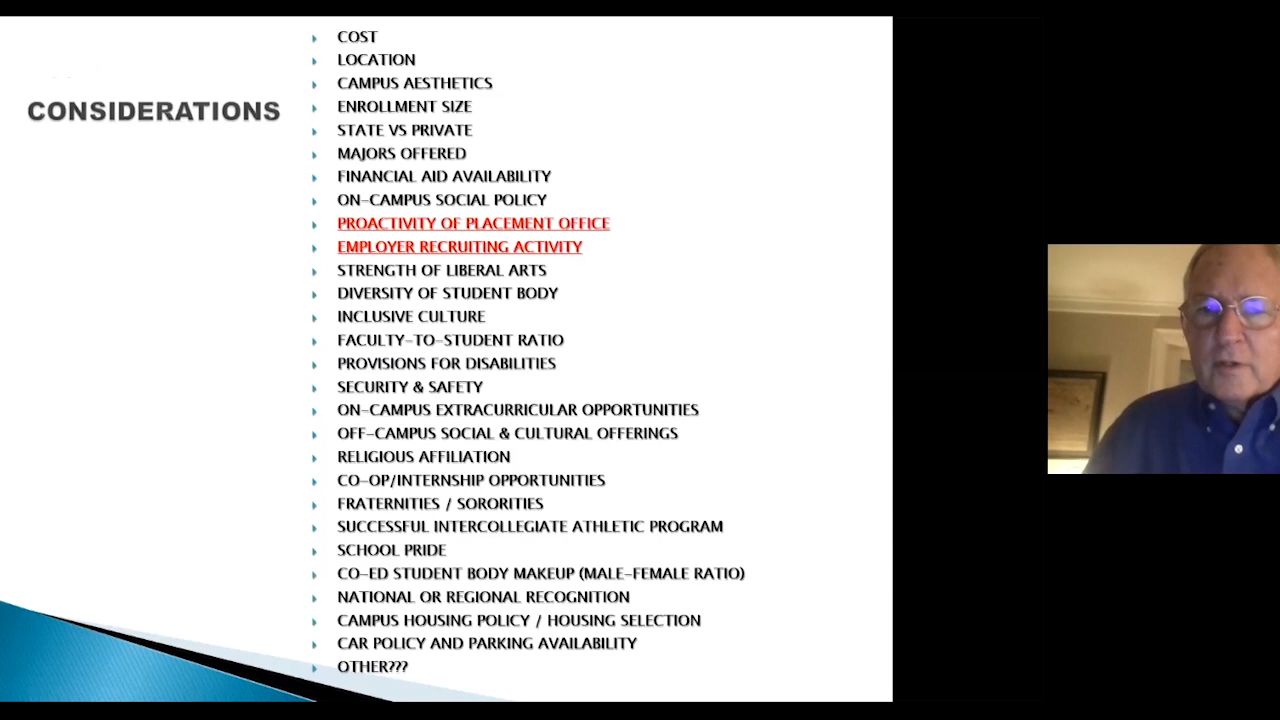 CONSIDERATIONS
COST
LOCATION
CAMPUS AESTHETICS
ENROLLMENT SIZE
STATE VS PRIVATE
MAJORS OFFERED
FINANCIAL AID AVAILABILITY
ON-CAMPUS SOCIAL POLICY
PROACTIVITY OF PLACEMENT OFFICE
EMPLOYER RECRUITING ACTIVITY
STRENGTH OF LIBERAL ARTS
DIVERSITY OF STUDENT BODY
INCLUSIVE CULTURE
FACULTY-TO-STUDENT RATIO
PROVISIONS FOR DISABILITIES
SECURITY & SAFETY
ON-CAMPUS EXTRACURRICULAR OPPORTUNITIES
OFF-CAMPUS SOCIAL & CULTURAL OFFERINGS
RELIGIOUS AFFILIATION
CO-OP/INTERNSHIP OPPORTUNITIES
FRATERNITIES / SORORITIES
SUCCESSFUL INTERCOLLEGIATE ATHLETIC PROGRAM
SCHOOL PRIDE
CO-ED STUDENT BODY MAKEUP (MALE-FEMALE RATIO)
NATIONAL OR REGIONAL RECOGNITION
CAMPUS HOUSING POLICY / HOUSING SELECTION
CAR POLICY AND PARKING AVAILABILITY
OTHER???